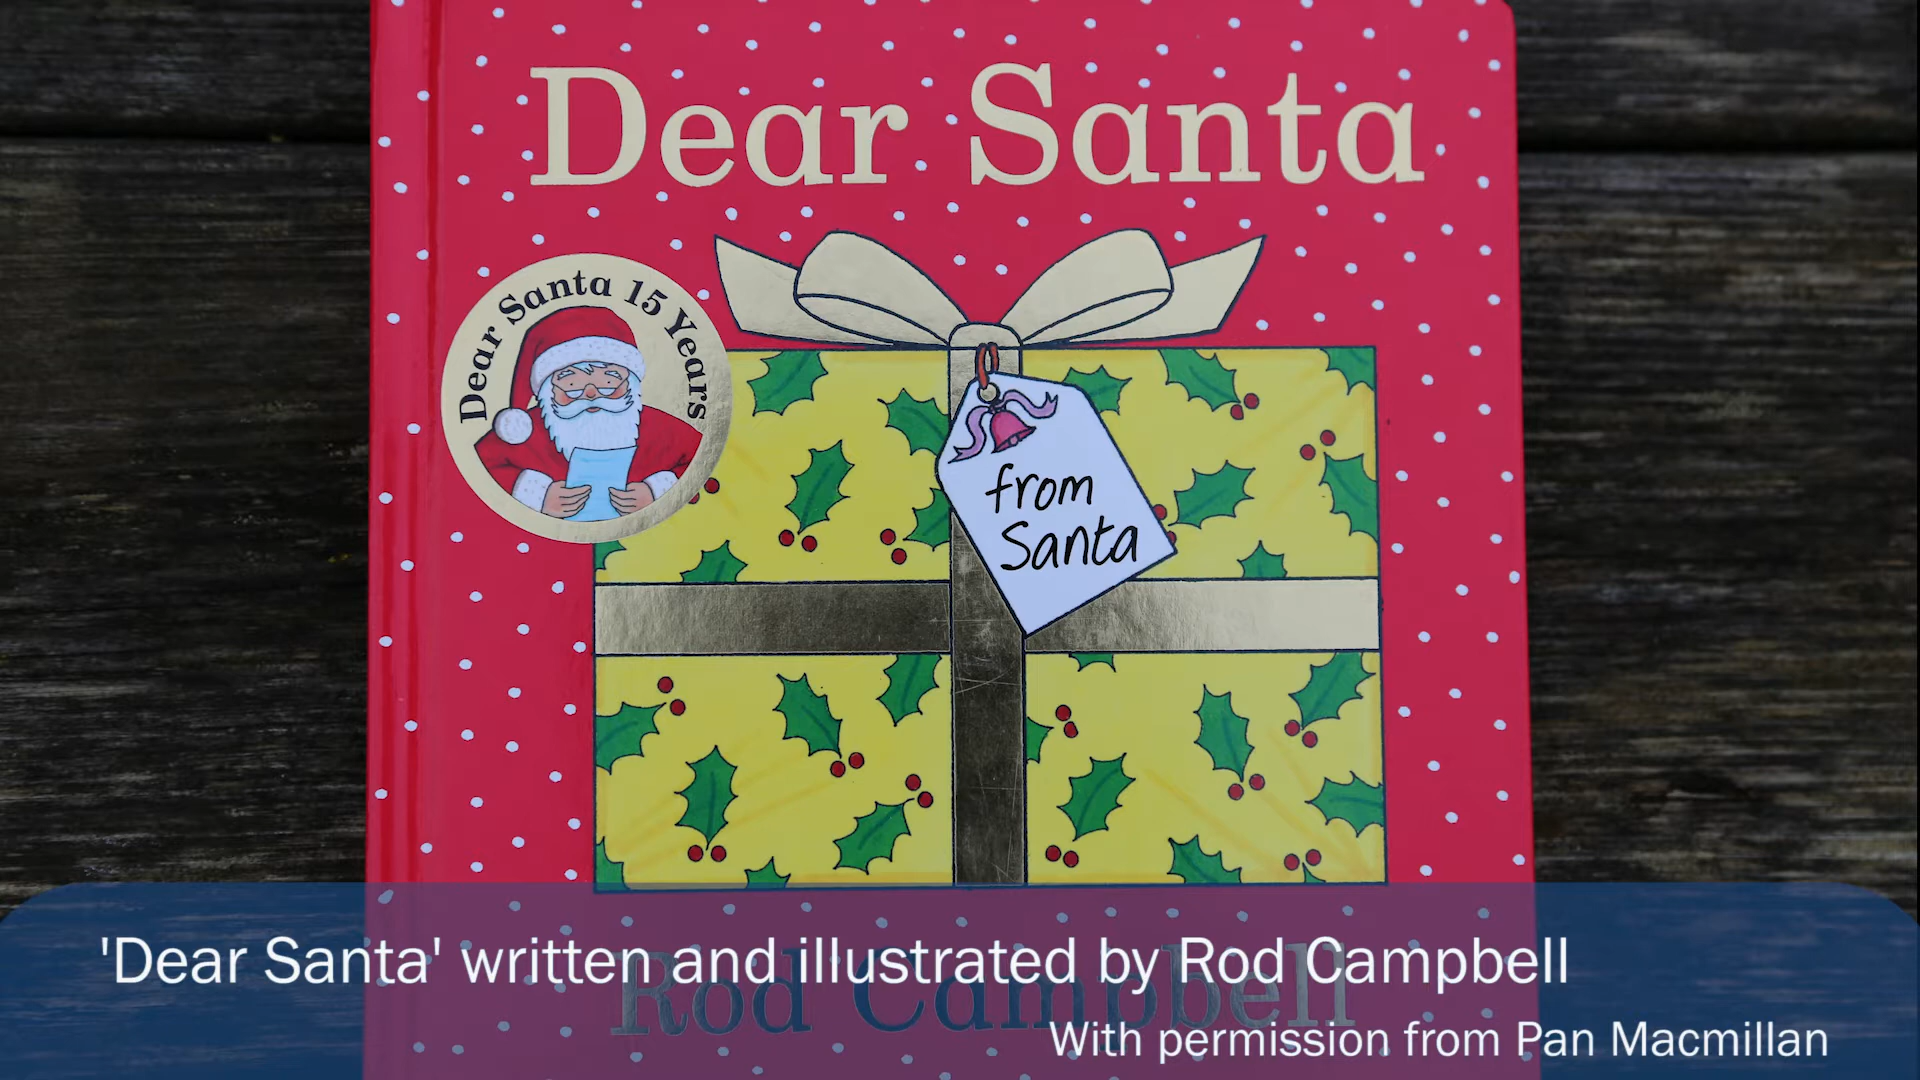 Dear Santa
Dear Santa 15 Years
from
Santa
Rod Campbell
'Dear Santa' written and illustrated by Rod Campbell
With permission from Pan Macmillan